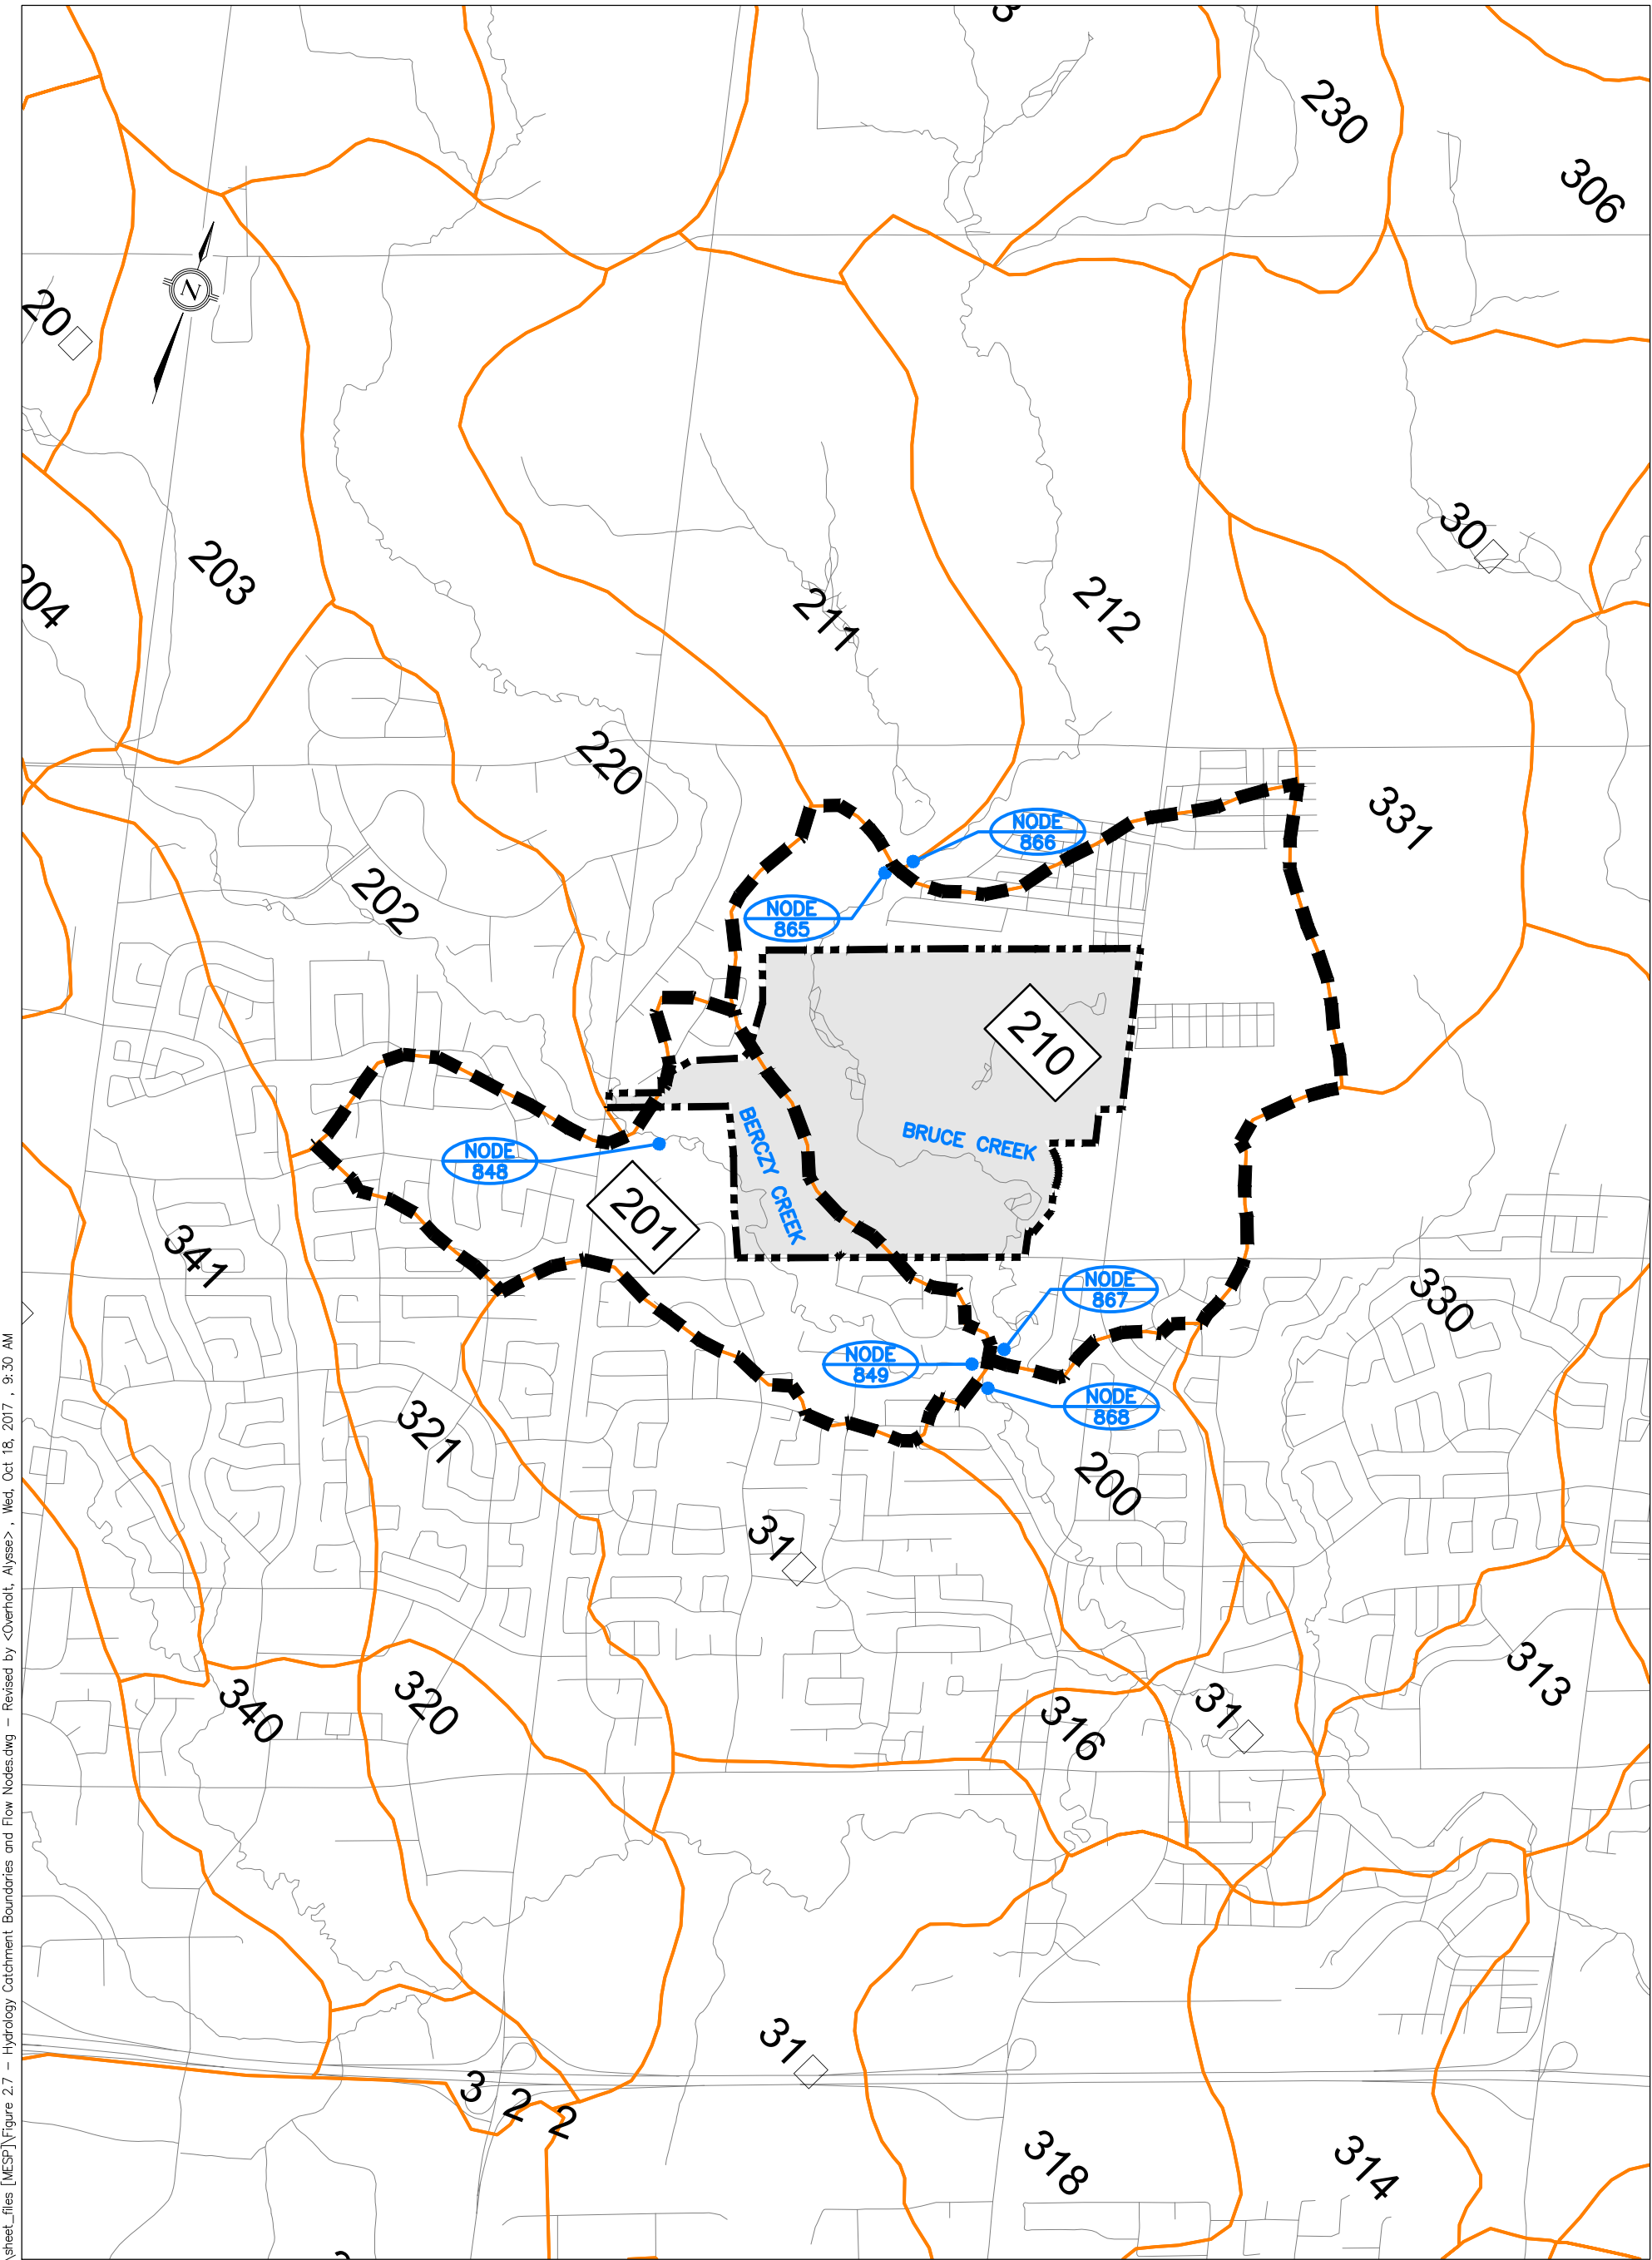 230
306
N
20
30
203
204
211
212
220
331
NODE
866
202
NODE
865
210
BERCZY CREEK
BRUCE CREEK
NODE
848
201
341
NODE
867
330
NODE
849
NODE
868
321
200
31
313
340
320
31
316
31
3 2 2
318
314
\sheet_files [MESP]\Figure 2.7 - Hydrology Catchment Boundaries and Flow Nodes.dwg - Revised by <Overholt, Alysse> , Wed, Oct 18, 2017 , 9:30 AM